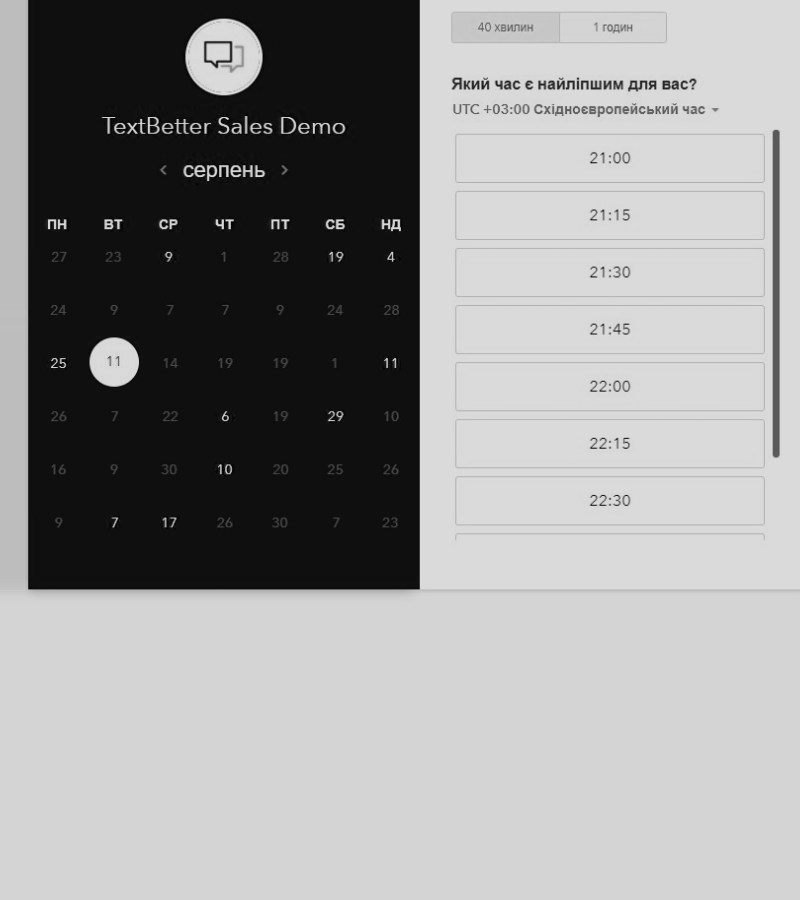 TextBetter Sales Demo
серпень
ПН ВТ СР ЧТ ПТ СБ НД
27 23 9 1 28 19 4
24 9 7 7 9 24 28
25 11 14 19 19 1 11
26 7 22 6 19 29 10
16 9 30 10 20 25 26
9 7 17 26 30 7 23
40 хвилин 1 годин
Який час є найліпшим для вас?
UTC +03:00 Східноєвропейський час
21:00
21:15
21:30
21:45
22:00
22:15
22:30